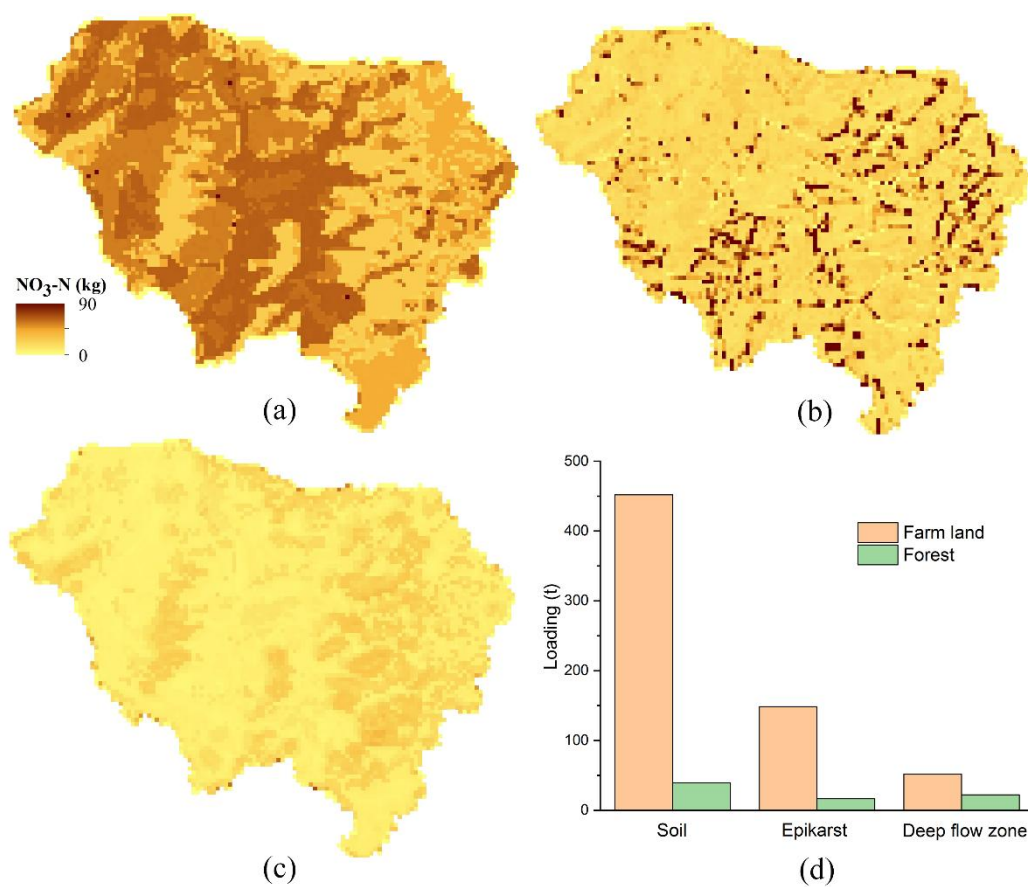 NO3-N (kg)
90
0
(a)
(b)
500
400
300
200
100
0
Loading (t)
Farm land
Forest
Soil
Epikarst
Deep flow zone
(c)
(d)